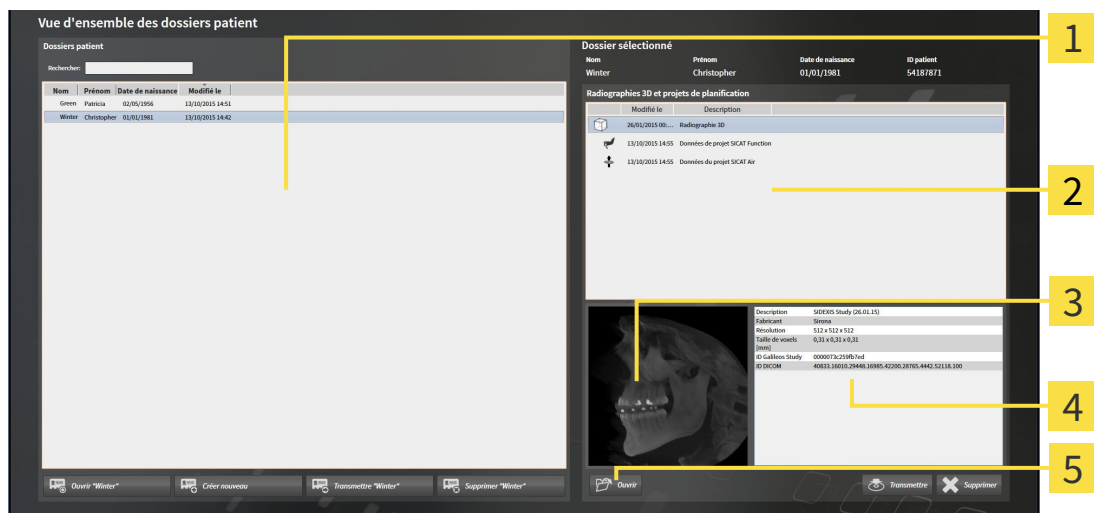 Vue d'ensemble des dossiers patient
Dossiers patient
Rechercher:
Nom Prénom Date de naissance Modifié le
Green Patricia 02/05/1956 13/10/2015 14:51
Winter Christopher 01/01/1981 13/10/2015 14:42
Ouvrir "Winter"
Créer nouveau
Transmettre "Winter"
Supprimer "Winter"
Dossier sélectionné
Nom Prénom Date de naissance ID patient
Winter Christopher 01/01/1981 54187871
Radiographies 3D et projets de planification
Modifié le Description
26/01/2015 00:... Radiographie 3D
13/10/2015 14:55 Données de projet SICAT Function
13/10/2015 14:55 Données du projet SICAT Air
Description SIDEXIS Study (26.01.15)
Fabricant Sirona
Résolution 512 x 512 x 512
Taille de voxels 0,31 x 0,31 x 0,31
[mm]
ID Galileos Study 0000073c259fb7ed
ID DICOM 40833.16010.29448.16985.42200.28765.4442.52118.100
Ouvrir
Transmettre
Supprimer
1
2
3
4
5